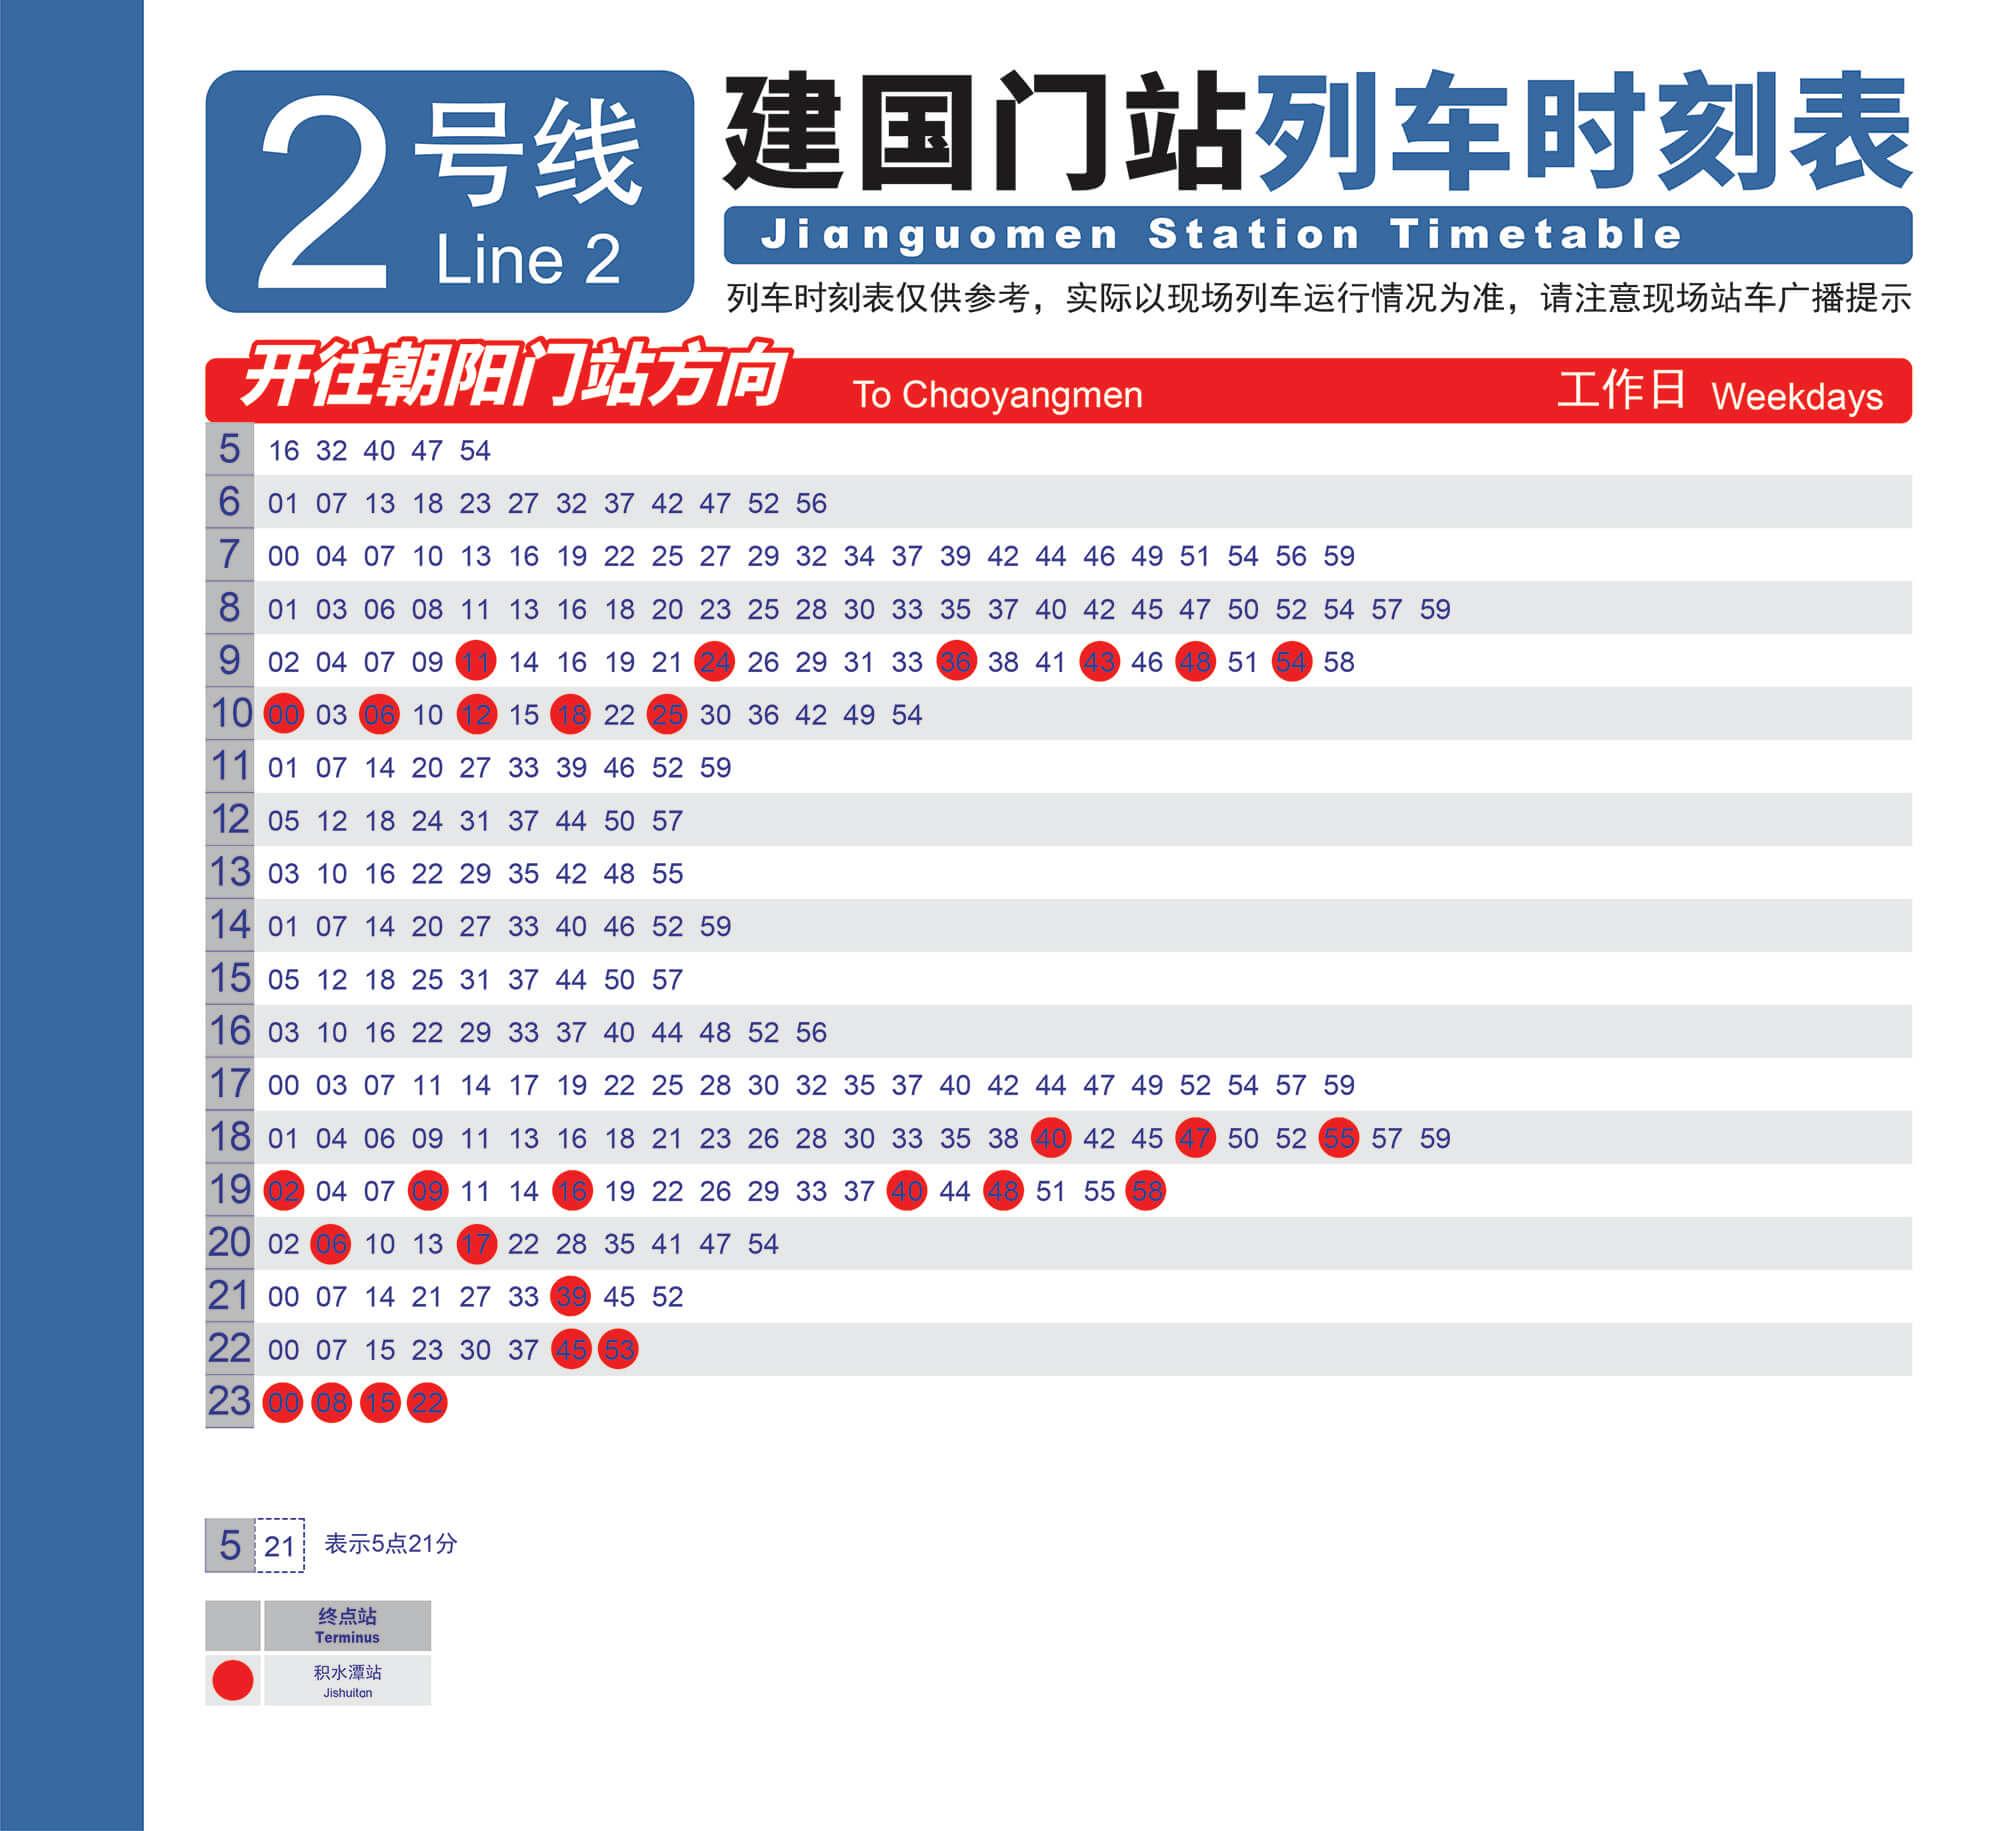 2号线
Line 2
建国门站列车时刻表
Jianguomen Station Timetable
列车时刻表仅供参考，实际以现场列车运行情况为准，请注意现场站车广播提示
开往朝阳门站方向 To Chaoyangmen 工作日 Weekdays
5 16 32 40 47 54
6 01 07 13 18 23 27 32 37 42 47 52 56
7 00 04 07 10 13 16 19 22 25 27 29 32 34 37 39 42 44 46 49 51 54 56 59
8 01 03 06 08 11 13 16 18 20 23 25 28 30 33 35 37 40 42 45 47 50 52 54 57 59
9 02 04 07 09 11 14 16 19 21 24 26 29 31 33 36 38 41 43 46 48 51 54 58
10 00 03 06 10 12 15 18 22 25 30 36 42 49 54
11 01 07 14 20 27 33 39 46 52 59
12 05 12 18 24 31 37 44 50 57
13 03 10 16 22 29 35 42 48 55
14 01 07 14 20 27 33 40 46 52 59
15 05 12 18 25 31 37 44 50 57
16 03 10 16 22 29 33 37 40 44 48 52 56
17 00 03 07 11 14 17 19 22 25 28 30 32 35 37 40 42 44 47 49 52 54 57 59
18 01 04 06 09 11 13 16 18 21 23 26 28 30 33 35 38 40 42 45 47 50 52 55 57 59
19 02 04 07 09 11 14 16 19 22 26 29 33 37 40 44 48 51 55 58
20 02 06 10 13 17 22 28 35 41 47 54
21 00 07 14 21 27 33 39 45 52
22 00 07 15 23 30 37 45 53
23 00 08 15 22
5 21 表示5点21分
终点站
Terminus
积水潭站
Jishuitan